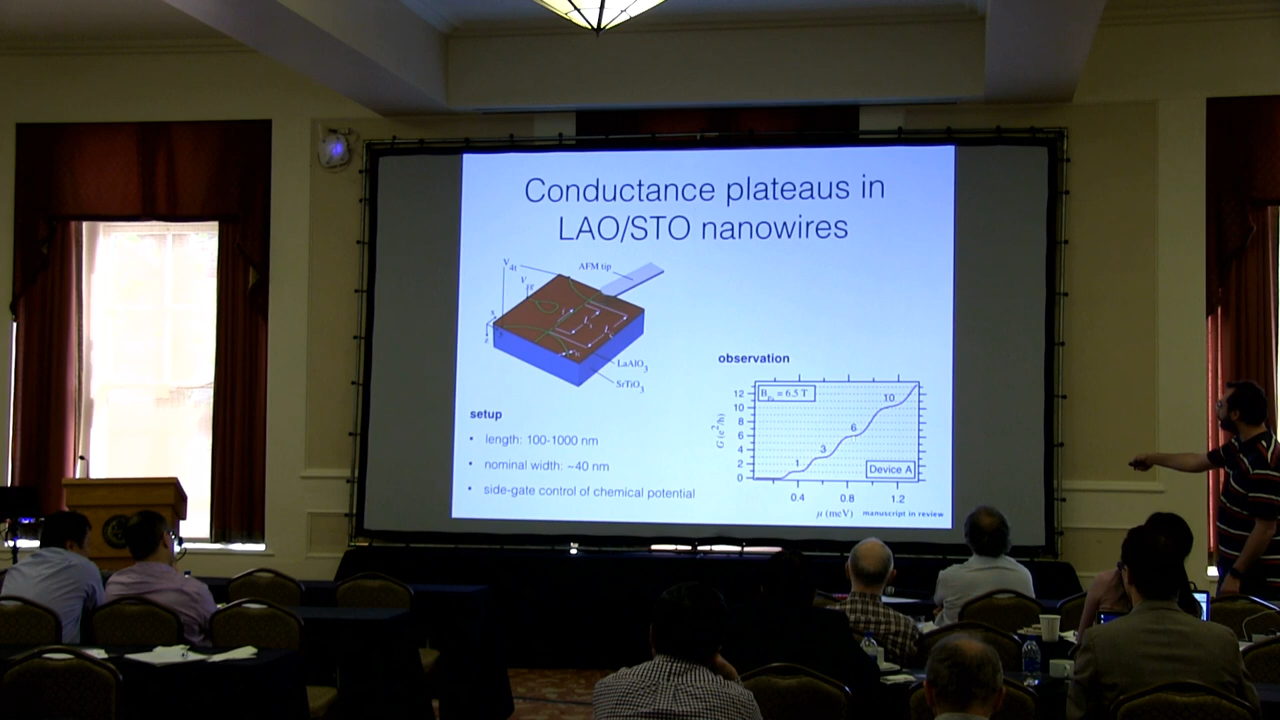 Conductance plateaus in
LAO/STO nanowires
V4t
AFM tip
Vsg
x
z
LaAlO3
SrTiO3
setup
• length: 100-1000 nm
• nominal width: ~40 nm
• side-gate control of chemical potential
observation
G (e²/h)
12
10
8
6
4
2
0
= 6.5 T
1
3
6
10
Device A
0.4 0.8 1.2
μ (meV)
manuscript in review